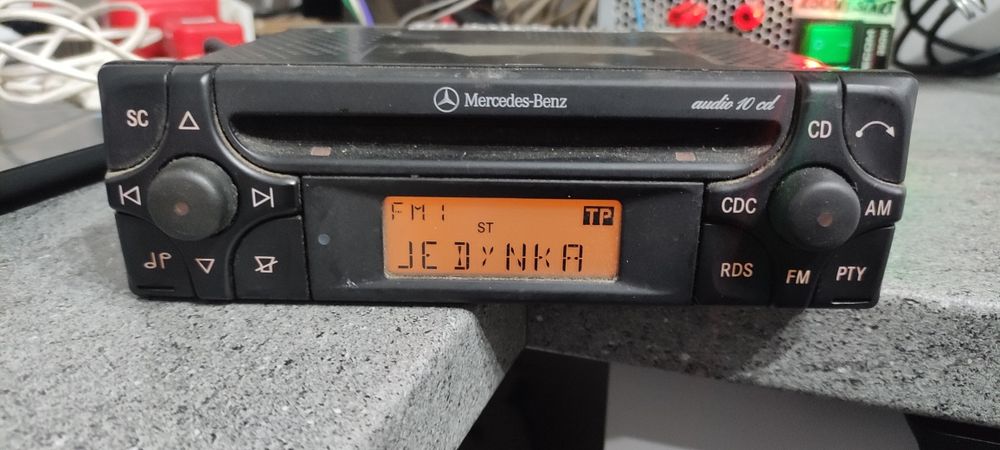 Mercedes-Benz
audio 10 cd
SC
CD
CDC
AM
RDS
FM
PTY
FM1
TP
ST
JEDYNKA